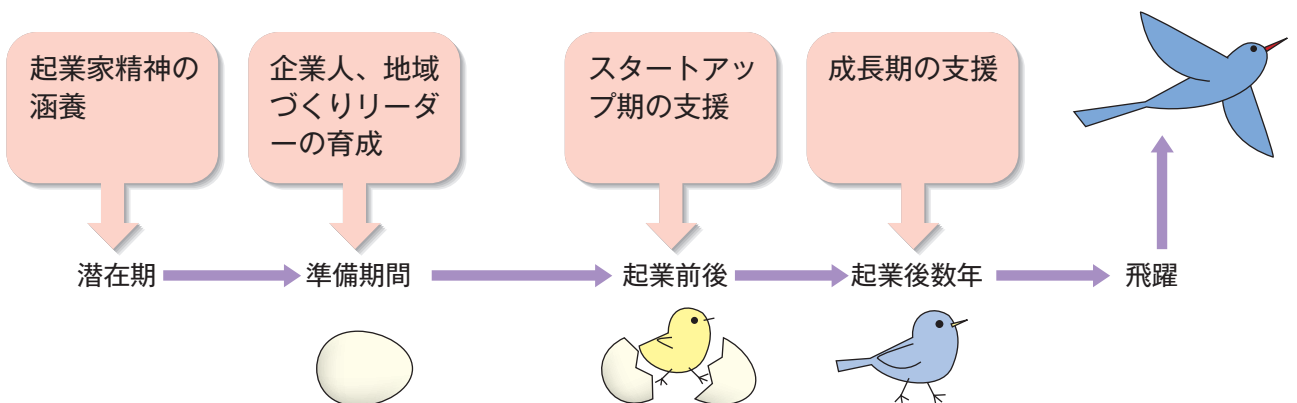 起業家精神の
涵養
企業人、地域
づくりリーダ
ーの育成
スタートアッ
プ期の支援
成長期の支援
潜在期
準備期間
起業前後
起業後数年
飛躍